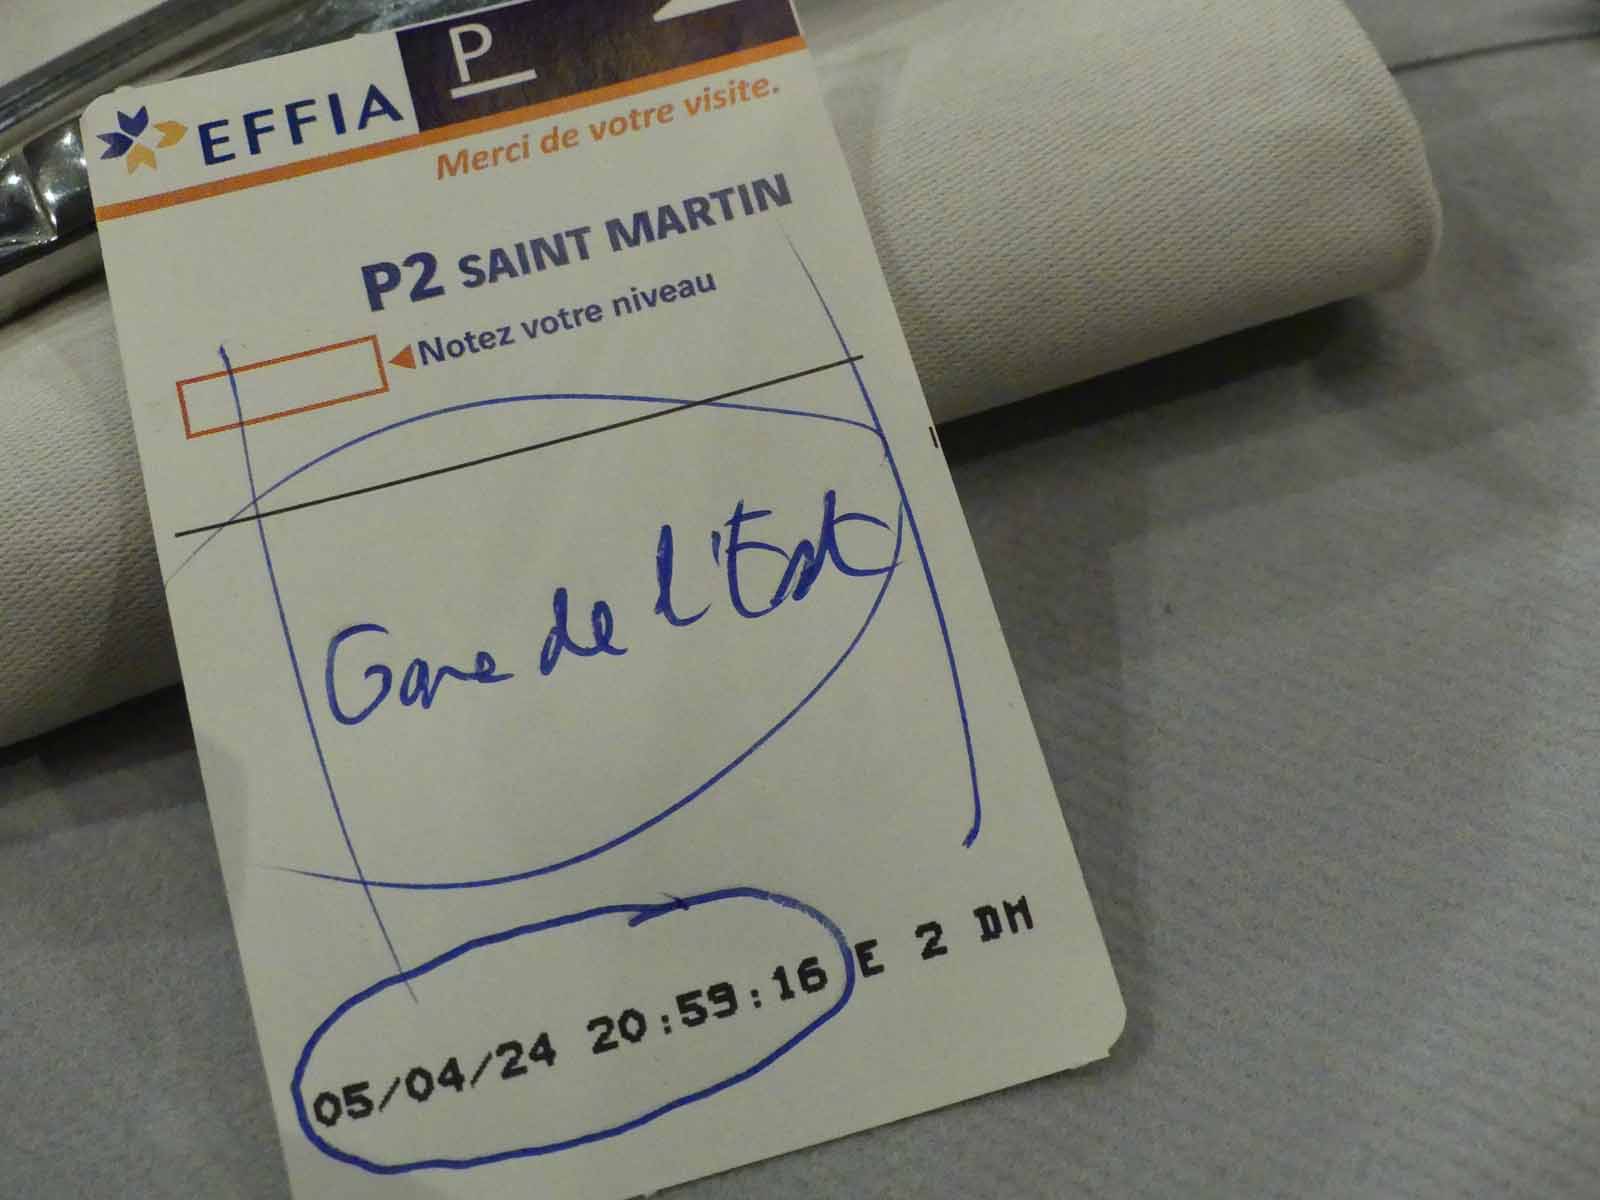 EFFIA P
Merci de votre visite.
P2 SAINT MARTIN
Notez votre niveau
Gare de l'Est
05/04/24 20:59:16 E 2 DM